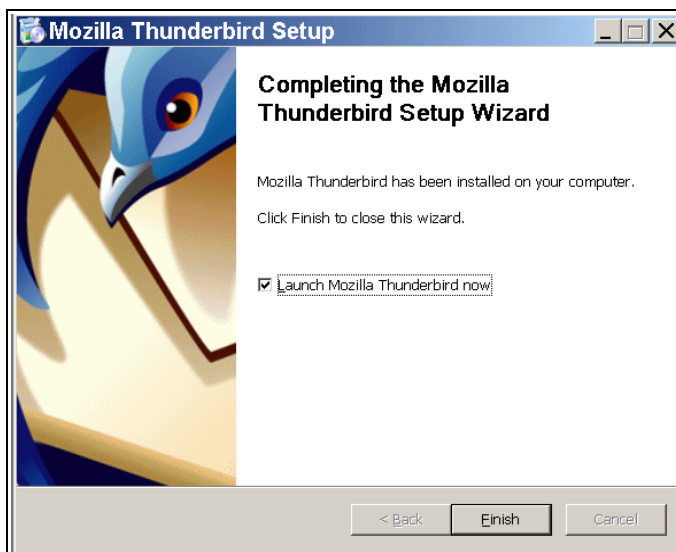 Mozilla Thunderbird Setup
Completing the Mozilla
Thunderbird Setup Wizard
Mozilla Thunderbird has been installed on your computer.
Click Finish to close this wizard.
Launch Mozilla Thunderbird now
< Back Finish Cancel